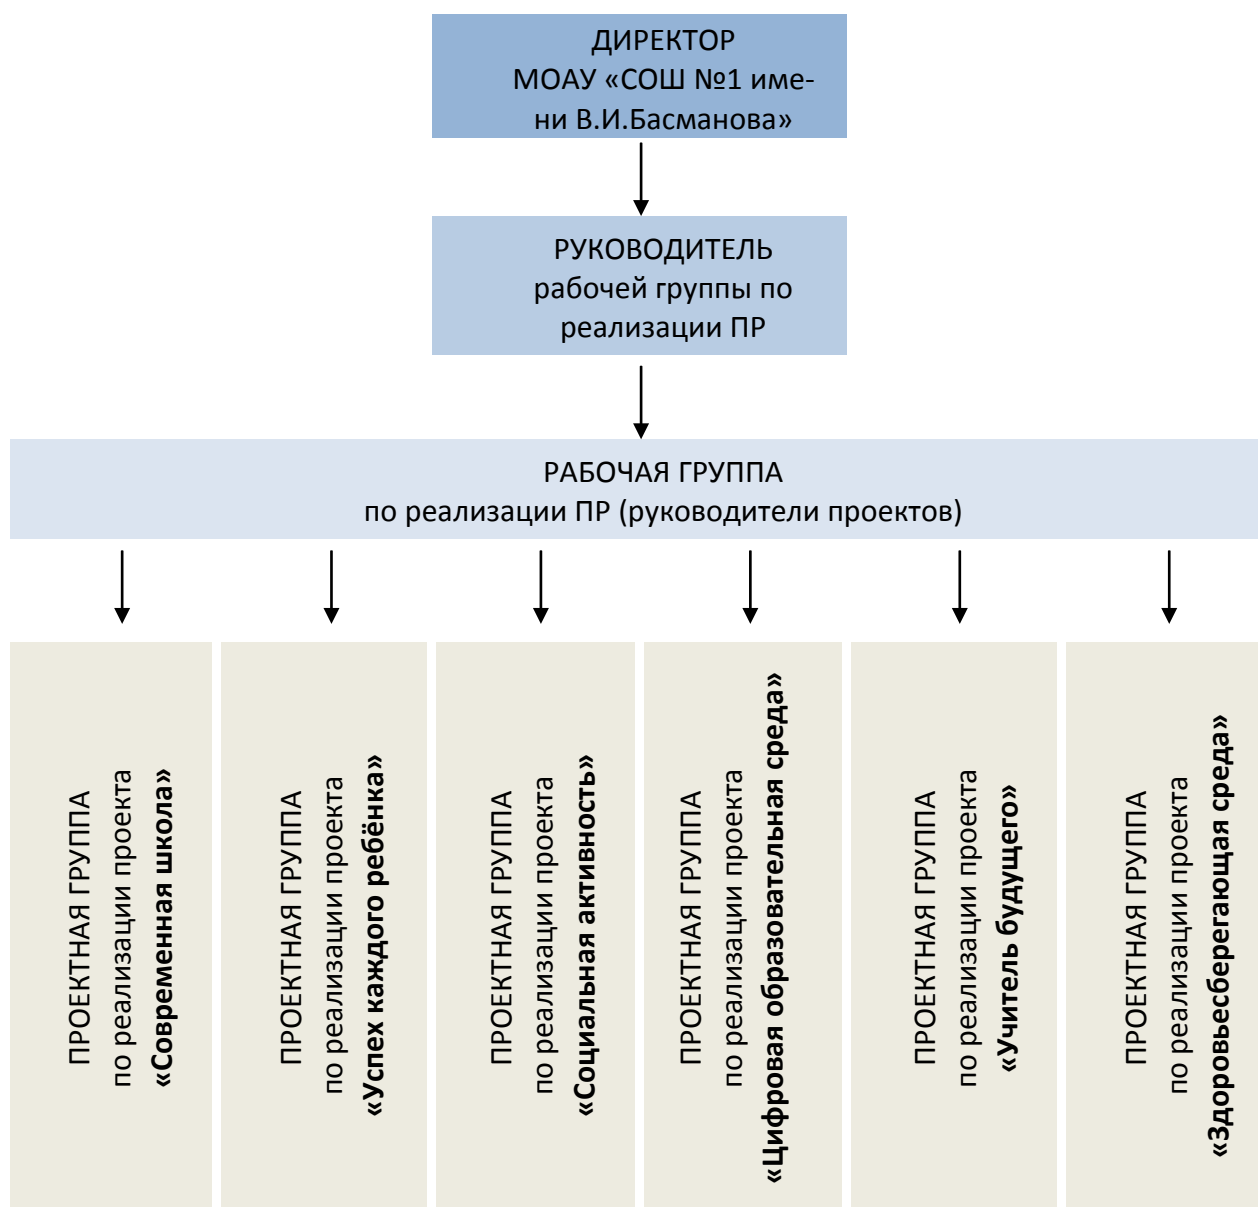 ДИРЕКТОР
МОАУ «СОШ №1 име-
ни В.И.Басманова»
РУКОВОДИТЕЛЬ
рабочей группы по
реализации ПР
РАБОЧАЯ ГРУППА
по реализации ПР (руководители проектов)
ПРОЕКТНАЯ ГРУППА
по реализации проекта
«Современная школа»
ПРОЕКТНАЯ ГРУППА
по реализации проекта
«Успех каждого ребёнка»
ПРОЕКТНАЯ ГРУППА
по реализации проекта
«Социальная активность»
ПРОЕКТНАЯ ГРУППА
по реализации проекта
«Цифровая образовательная среда»
ПРОЕКТНАЯ ГРУППА
по реализации проекта
«Учитель будущего»
ПРОЕКТНАЯ ГРУППА
по реализации проекта
«Здоровьесберегающая среда»